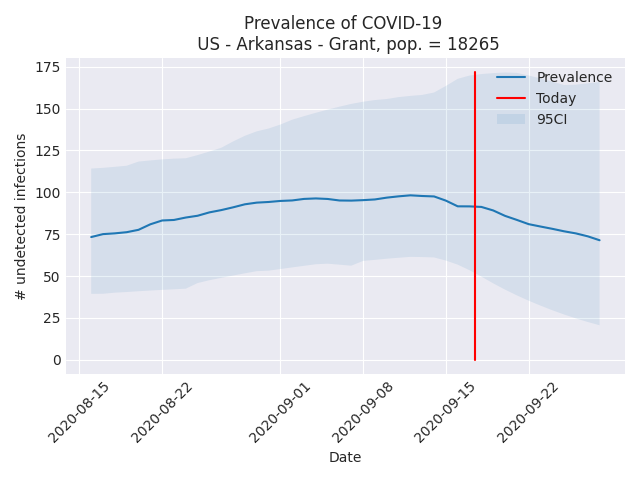 Prevalence of COVID-19
US - Arkansas - Grant, pop. = 18265
175
150
125
100
75
50
25
0
# undetected infections
Prevalence
Today
95CI
2020-08-15
2020-08-22
2020-09-01
2020-09-08
2020-09-15
2020-09-22
Date